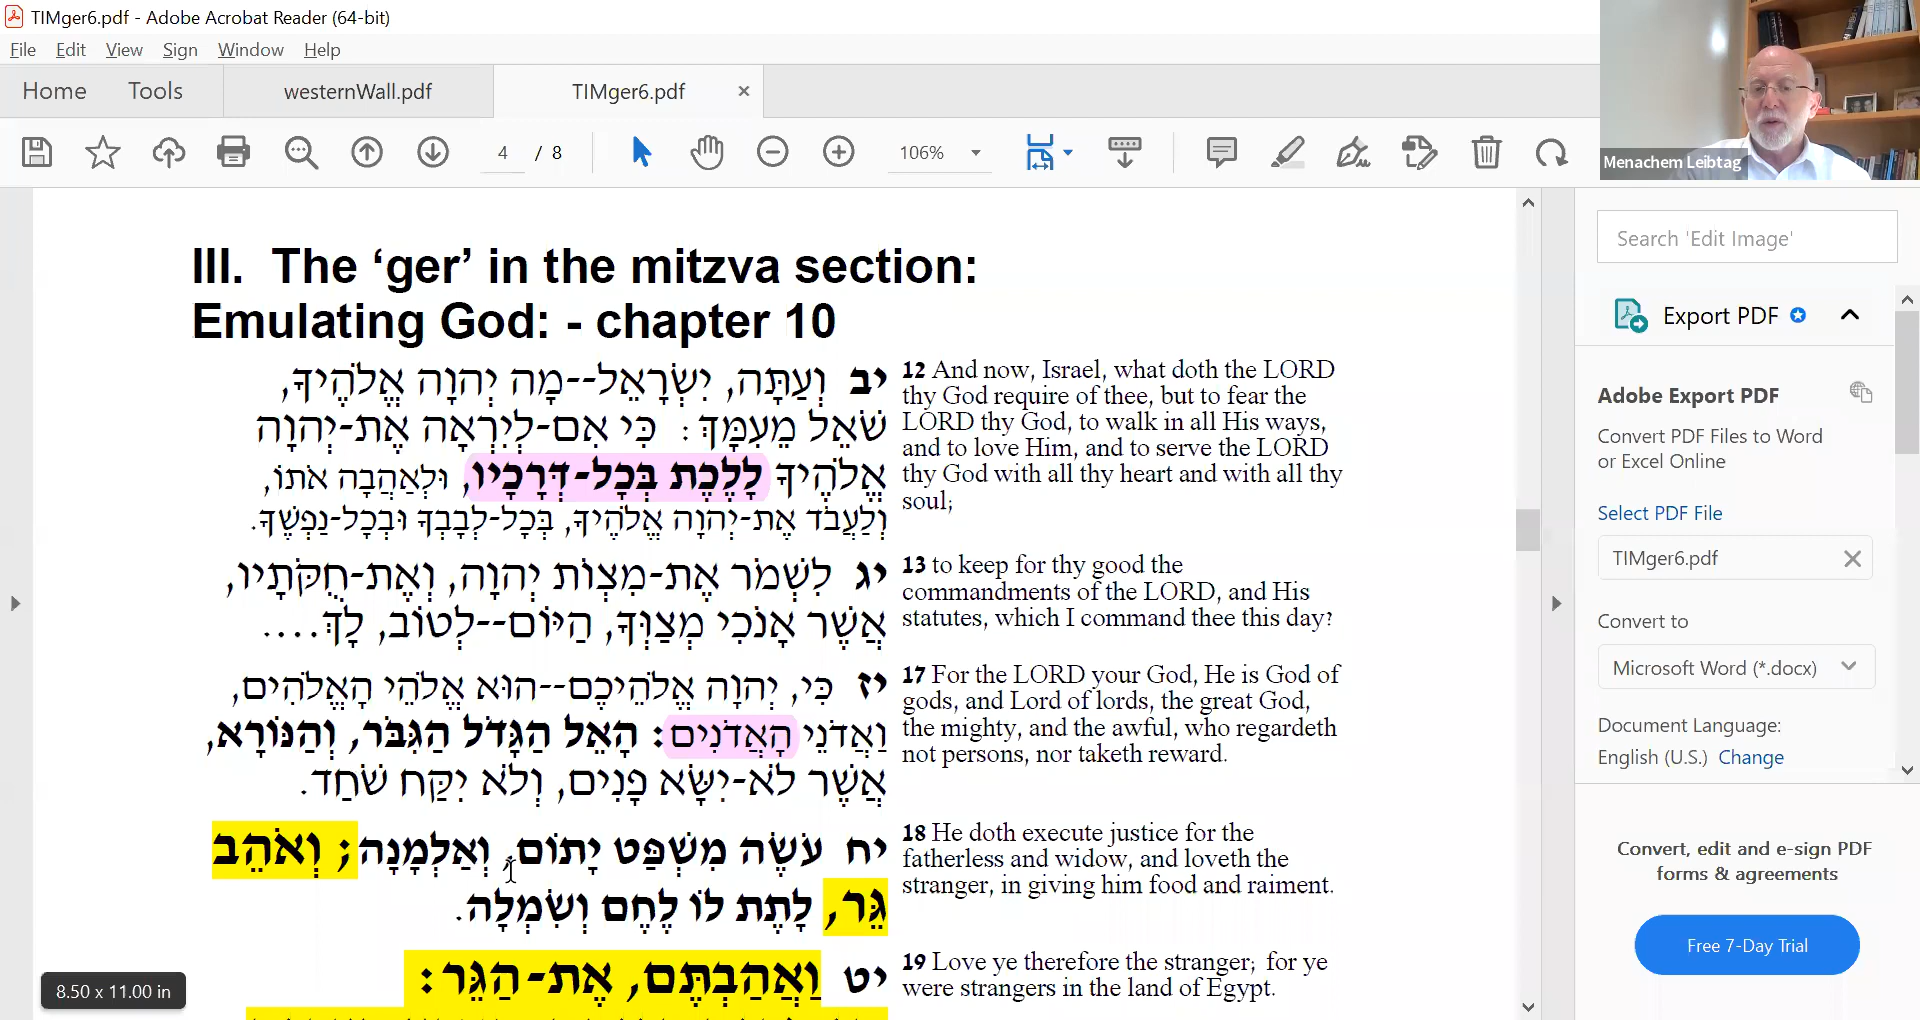 TIMger6.pdf - Adobe Acrobat Reader (64-bit)
File Edit View Sign Window Help
Home Tools westernWall.pdf TIMger6.pdf ×
4 / 8 106%
Menachem Leibtag
III. The ‘ger’ in the mitzva section:
Emulating God: - chapter 10
יב וְעַתָּה, יִשְׂרָאֵל--מָה יְהוָה אֱלֹהֶיךָ,
שֹׁאֵל מֵעִמָּךְ: כִּי אִם-לְיִרְאָה אֶת-יְהוָה
אֱלֹהֶיךָ לָלֶכֶת בְּכָל-דְּרָכָיו, וּלְאַהֲבָה אֹתוֹ,
וְלַעֲבֹד אֶת-יְהוָה אֱלֹהֶיךָ, בְּכָל-לְבָבְךָ וּבְכָל-נַפְשֶׁךָ.
12 And now, Israel, what doth the LORD
thy God require of thee, but to fear the
LORD thy God, to walk in all His ways,
and to love Him, and to serve the LORD
thy God with all thy heart and with all thy
soul;
יג לִשְׁמֹר אֶת-מִצְו‍ֹת יְהוָה, וְאֶת-חֻקֹּתָיו,
אֲשֶׁר אָנֹכִי מְצַוְּךָ, הַיּוֹם--לְטוֹב, לָךְ....
13 to keep for thy good the
commandments of the LORD, and His
statutes, which I command thee this day?
יז כִּי, יְהוָה אֱלֹהֵיכֶם--הוּא אֱלֹהֵי הָאֱלֹהִים,
וַאֲדֹנֵי הָאֲדֹנִים: הָאֵל הַגָּדֹל הַגִּבֹּר, וְהַנּוֹרָא,
אֲשֶׁר לֹא-יִשָּׂא פָנִים, וְלֹא יִקַּח שֹׁחַד.
17 For the LORD your God, He is God of
gods, and Lord of lords, the great God,
the mighty, and the awful, who regardeth
not persons, nor taketh reward.
יח עֹשֶׂה מִשְׁפַּט יָתוֹם, וְאַלְמָנָה; וְאֹהֵב
גֵּר, לָתֶת לוֹ לֶחֶם וְשִׂמְלָה.
18 He doth execute justice for the
fatherless and widow, and loveth the
stranger, in giving him food and raiment.
יט וַאֲהַבְתֶּם, אֶת-הַגֵּר:
19 Love ye therefore the stranger; for ye
were strangers in the land of Egypt.
8.50 x 11.00 in
Search 'Edit Image'
Export PDF
Adobe Export PDF
Convert PDF Files to Word
or Excel Online
Select PDF File
TIMger6.pdf
Convert to
Microsoft Word (*.docx)
Document Language:
English (U.S.) Change
Convert, edit and e-sign PDF
forms & agreements
Free 7-Day Trial